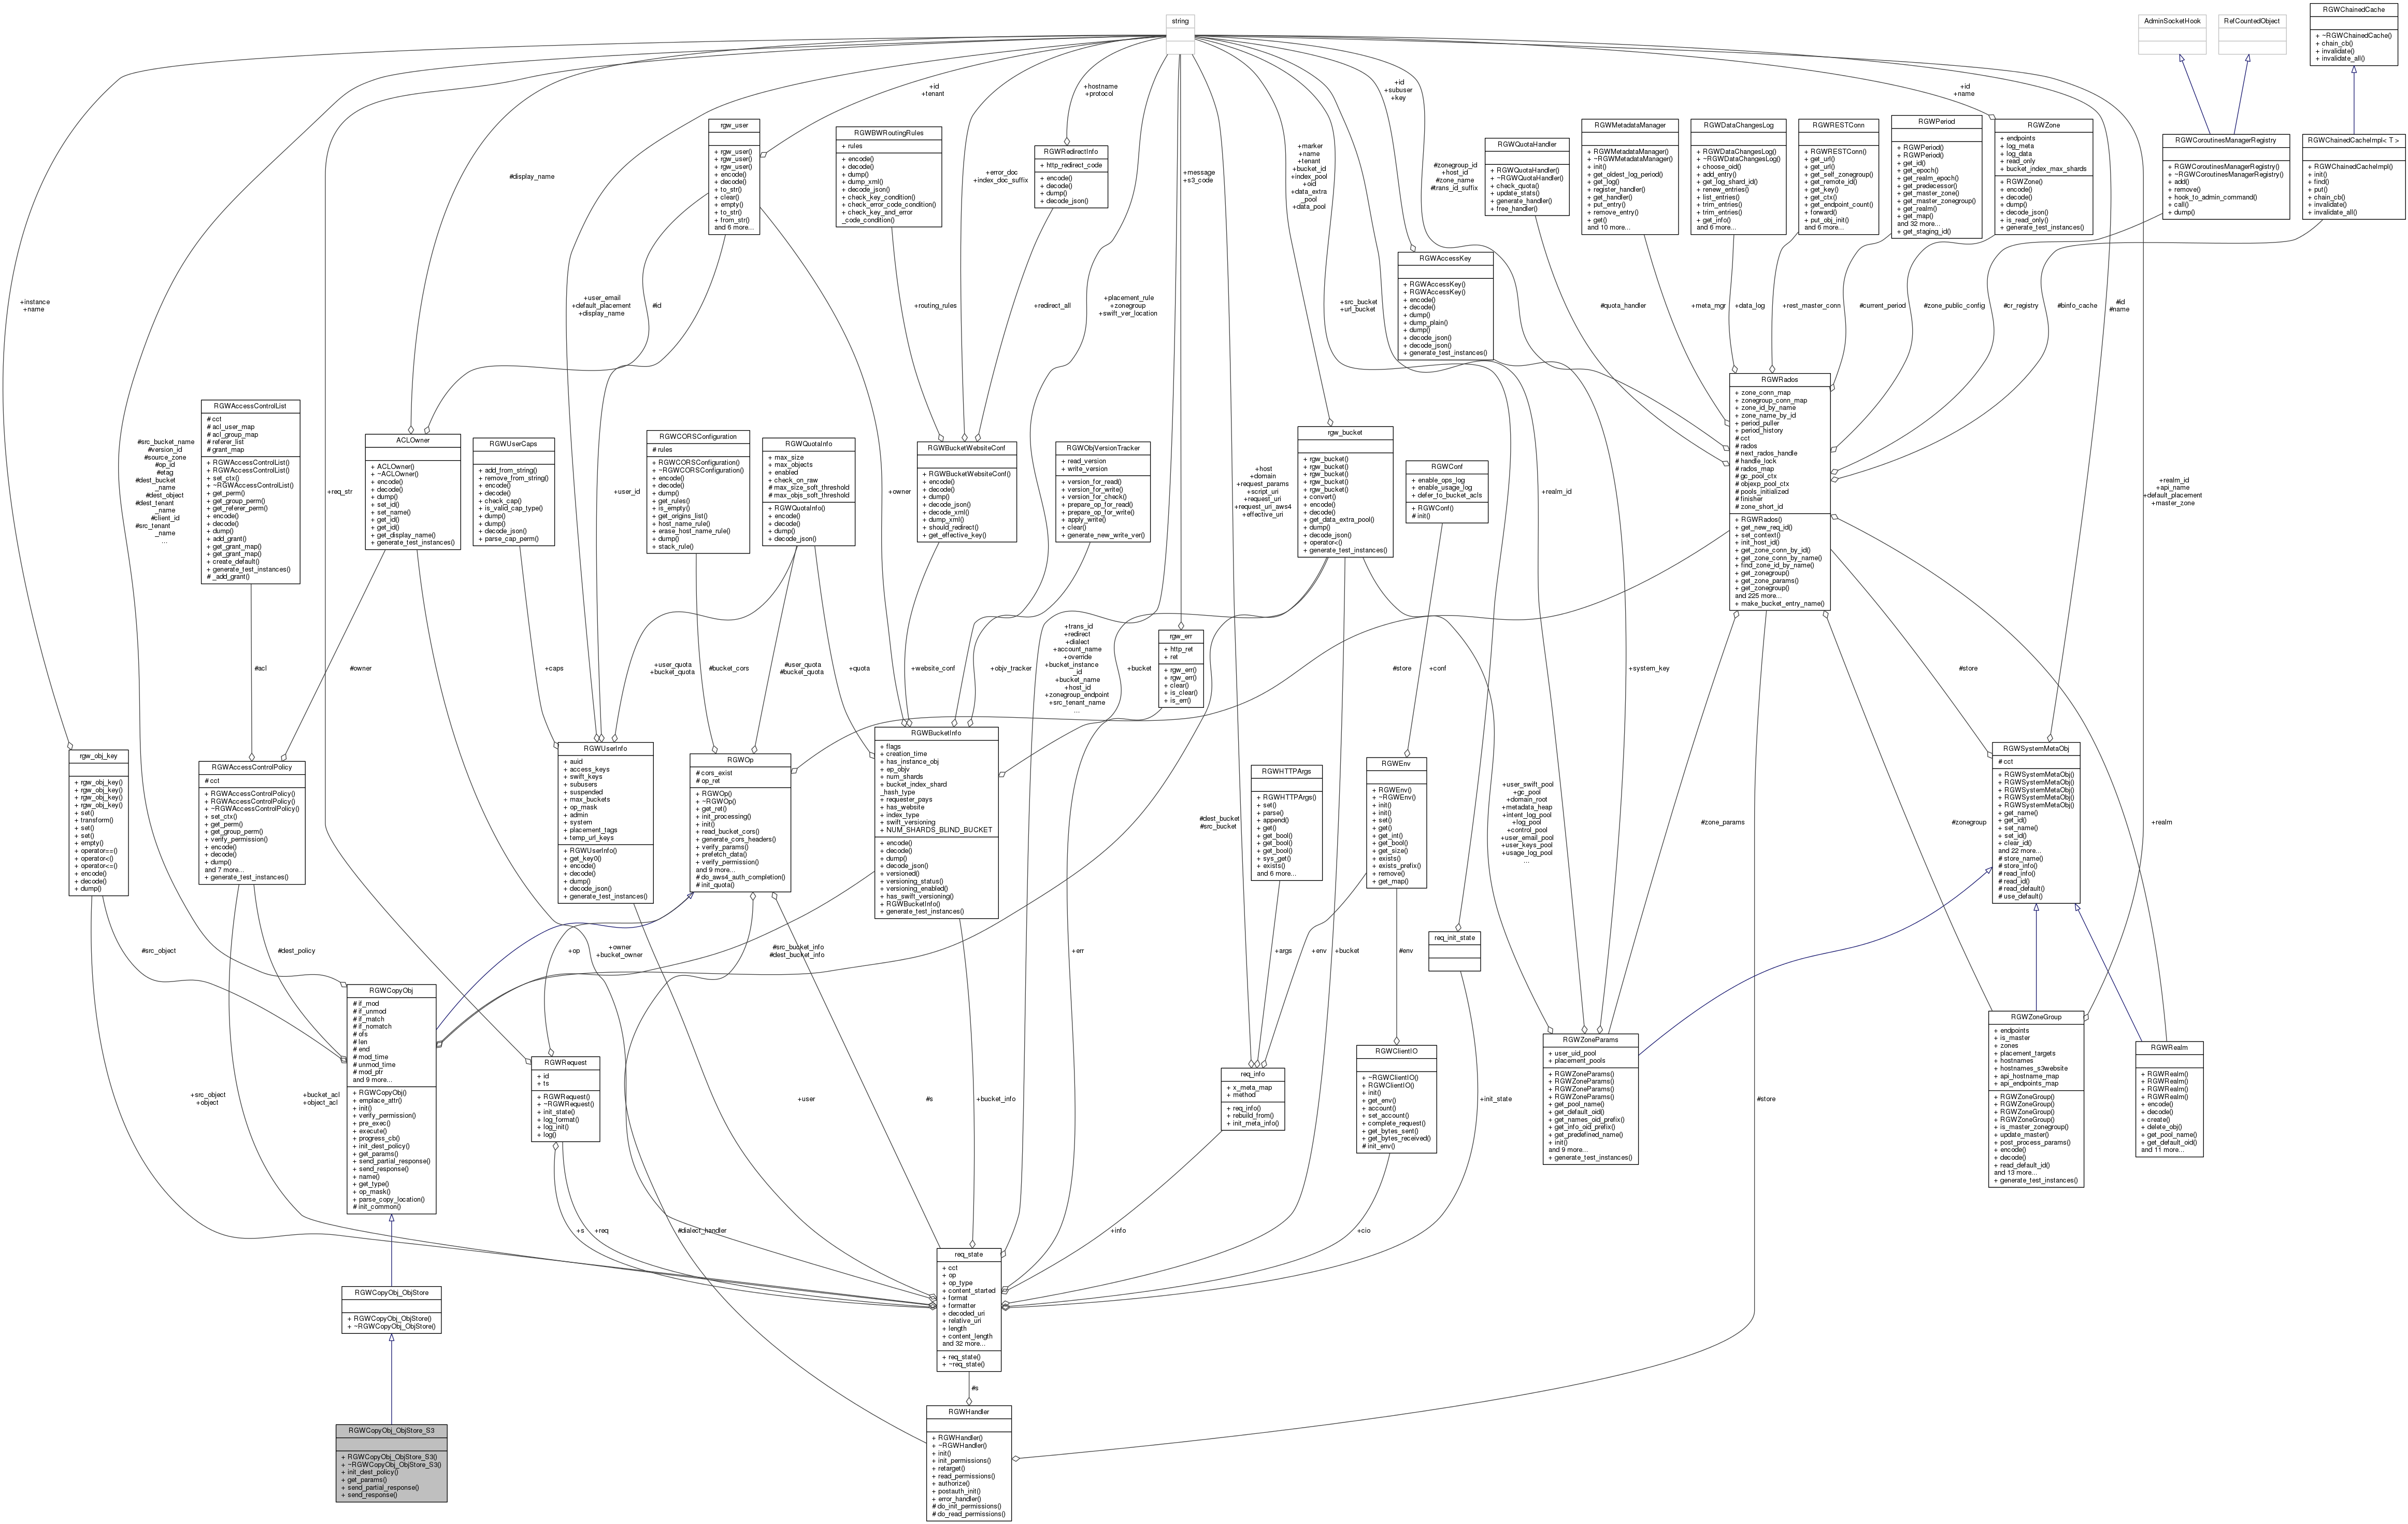 string
AdminSocketHook
RefCountedObject
RGWChainedCache
+ ~RGWChainedCache()
+ chain_cb()
+ invalidate()
+ invalidate_all()
rgw_user
+ rgw_user()
+ rgw_user()
+ rgw_user()
+ encode()
+ decode()
+ to_str()
+ clear()
+ empty()
+ to_str()
+ from_str()
and 6 more...
RGWBWRoutingRules
+ rules
+ encode()
+ decode()
+ dump()
+ dump_xml()
+ decode_json()
+ check_key_condition()
+ check_error_code_condition()
+ check_key_and_error
_code_condition()
RGWRedirectInfo
+ http_redirect_code
+ encode()
+ decode()
+ dump()
+ decode_json()
RGWQuotaHandler
+ RGWQuotaHandler()
+ ~RGWQuotaHandler()
+ check_quota()
+ update_stats()
+ generate_handler()
+ free_handler()
RGWMetadataManager
+ RGWMetadataManager()
+ ~RGWMetadataManager()
+ init()
+ get_oldest_log_period()
+ get_log()
+ register_handler()
+ get_handler()
+ put_entry()
+ remove_entry()
+ get()
and 10 more...
RGWDataChangesLog
+ RGWDataChangesLog()
+ ~RGWDataChangesLog()
+ choose_oid()
+ add_entry()
+ get_log_shard_id()
+ renew_entries()
+ list_entries()
+ trim_entries()
+ trim_entries()
+ get_info()
and 6 more...
RGWRESTConn
+ RGWRESTConn()
+ get_url()
+ get_url()
+ get_self_zonegroup()
+ get_remote_id()
+ get_key()
+ get_ctx()
+ get_endpoint_count()
+ forward()
+ put_obj_init()
and 6 more...
RGWPeriod
+ RGWPeriod()
+ RGWPeriod()
+ get_id()
+ get_epoch()
+ get_realm_epoch()
+ get_predecessor()
+ get_master_zone()
+ get_master_zonegroup()
+ get_realm()
+ get_map()
and 32 more...
+ get_staging_id()
RGWZone
+ endpoints
+ log_meta
+ log_data
+ read_only
+ bucket_index_max_shards
+ RGWZone()
+ encode()
+ decode()
+ dump()
+ decode_json()
+ is_read_only()
+ generate_test_instances()
RGWCoroutinesManagerRegistry
+ RGWCoroutinesManagerRegistry()
+ ~RGWCoroutinesManagerRegistry()
+ add()
+ remove()
+ hook_to_admin_command()
+ call()
+ dump()
RGWChainedCacheImpl< T >
+ RGWChainedCacheImpl()
+ init()
+ find()
+ put()
+ chain_cb()
+ invalidate()
+ invalidate_all()
+id
+tenant
+hostname
+protocol
#display_name
+error_doc
+index_doc_suffix
+message
+s3_code
+marker
+name
+tenant
+bucket_id
+index_pool
+oid
+data_extra
_pool
+data_pool
+id
+subuser
+key
#zonegroup_id
#host_id
#zone_name
#trans_id_suffix
+id
+name
RGWAccessKey
+ RGWAccessKey()
+ RGWAccessKey()
+ encode()
+ decode()
+ dump()
+ dump_plain()
+ dump()
+ decode_json()
+ decode_json()
+ generate_test_instances()
+instance
+name
+user_email
+default_placement
+display_name
#id
+routing_rules
+redirect_all
+placement_rule
+zonegroup
+swift_ver_location
+src_bucket
+url_bucket
#quota_handler
+meta_mgr
+data_log
+rest_master_conn
#current_period
#zone_public_config
#cr_registry
#binfo_cache
#id
#name
RGWRados
+ zone_conn_map
+ zonegroup_conn_map
+ zone_id_by_name
+ zone_name_by_id
+ period_puller
+ period_history
# cct
# rados
# next_rados_handle
# handle_lock
# rados_map
# gc_pool_ctx
# objexp_pool_ctx
# pools_initialized
# finisher
# zone_short_id
+ RGWRados()
+ get_new_req_id()
+ set_context()
+ init_host_id()
+ get_zone_conn_by_id()
+ get_zone_conn_by_name()
+ find_zone_id_by_name()
+ get_zonegroup()
+ get_zone_params()
+ get_zonegroup()
and 225 more...
+ make_bucket_entry_name()
RGWAccessControlList
# cct
# acl_user_map
# acl_group_map
# referer_list
# grant_map
+ RGWAccessControlList()
+ RGWAccessControlList()
+ set_ctx()
+ ~RGWAccessControlList()
+ get_perm()
+ get_group_perm()
+ get_referer_perm()
+ encode()
+ decode()
+ dump()
+ add_grant()
+ get_grant_map()
+ get_grant_map()
+ create_default()
+ generate_test_instances()
# _add_grant()
#src_bucket_name
#version_id
#source_zone
#op_id
#etag
#dest_bucket
_name
#dest_object
#dest_tenant
_name
#client_id
#src_tenant
_name
...
+req_str
ACLOwner
+ ACLOwner()
+ ~ACLOwner()
+ encode()
+ decode()
+ dump()
+ set_id()
+ set_name()
+ get_id()
+ get_id()
+ get_display_name()
+ generate_test_instances()
RGWUserCaps
+ add_from_string()
+ remove_from_string()
+ encode()
+ decode()
+ check_cap()
+ is_valid_cap_type()
+ dump()
+ dump()
+ decode_json()
+ parse_cap_perm()
+user_id
RGWCORSConfiguration
# rules
+ RGWCORSConfiguration()
+ ~RGWCORSConfiguration()
+ encode()
+ decode()
+ dump()
+ get_rules()
+ is_empty()
+ get_origins_list()
+ host_name_rule()
+ erase_host_name_rule()
+ dump()
+ stack_rule()
RGWQuotaInfo
+ max_size
+ max_objects
+ enabled
+ check_on_raw
# max_size_soft_threshold
# max_objs_soft_threshold
+ RGWQuotaInfo()
+ encode()
+ decode()
+ dump()
+ decode_json()
+owner
RGWBucketWebsiteConf
+ RGWBucketWebsiteConf()
+ encode()
+ decode()
+ dump()
+ decode_json()
+ decode_xml()
+ dump_xml()
+ should_redirect()
+ get_effective_key()
RGWObjVersionTracker
+ read_version
+ write_version
+ version_for_read()
+ version_for_write()
+ version_for_check()
+ prepare_op_for_read()
+ prepare_op_for_write()
+ apply_write()
+ clear()
+ generate_new_write_ver()
+host
+domain
+request_params
+script_uri
+request_uri
+request_uri_aws4
+effective_uri
rgw_bucket
+ rgw_bucket()
+ rgw_bucket()
+ rgw_bucket()
+ rgw_bucket()
+ rgw_bucket()
+ convert()
+ encode()
+ decode()
+ get_data_extra_pool()
+ dump()
+ decode_json()
+ operator<()
+ generate_test_instances()
RGWConf
+ enable_ops_log
+ enable_usage_log
+ defer_to_bucket_acls
+ RGWConf()
# init()
+realm_id
+realm_id
+api_name
+default_placement
+master_zone
#acl
#owner
+caps
+user_quota
+bucket_quota
#bucket_cors
#user_quota
#bucket_quota
+quota
+website_conf
+objv_tracker
+trans_id
+redirect
+dialect
+account_name
+override
+bucket_instance
_id
+bucket_name
+host_id
+zonegroup_endpoint
+src_tenant_name
...
+bucket
rgw_err
+ http_ret
+ ret
+ rgw_err()
+ rgw_err()
+ clear()
+ is_clear()
+ is_err()
#store
+conf
+system_key
#store
rgw_obj_key
+ rgw_obj_key()
+ rgw_obj_key()
+ rgw_obj_key()
+ rgw_obj_key()
+ set()
+ transform()
+ set()
+ set()
+ empty()
+ operator==()
+ operator<()
+ operator<=()
+ encode()
+ decode()
+ dump()
RGWAccessControlPolicy
# cct
+ RGWAccessControlPolicy()
+ RGWAccessControlPolicy()
+ ~RGWAccessControlPolicy()
+ set_ctx()
+ get_perm()
+ get_group_perm()
+ verify_permission()
+ encode()
+ decode()
+ dump()
and 7 more...
+ generate_test_instances()
RGWUserInfo
+ auid
+ access_keys
+ swift_keys
+ subusers
+ suspended
+ max_buckets
+ op_mask
+ admin
+ system
+ placement_tags
+ temp_url_keys
+ RGWUserInfo()
+ get_key0()
+ encode()
+ decode()
+ dump()
+ decode_json()
+ generate_test_instances()
RGWOp
# cors_exist
# op_ret
+ RGWOp()
+ ~RGWOp()
+ get_ret()
+ init_processing()
+ init()
+ read_bucket_cors()
+ generate_cors_headers()
+ verify_params()
+ prefetch_data()
+ verify_permission()
and 9 more...
# do_aws4_auth_completion()
# init_quota()
RGWBucketInfo
+ flags
+ creation_time
+ has_instance_obj
+ ep_objv
+ num_shards
+ bucket_index_shard
_hash_type
+ requester_pays
+ has_website
+ index_type
+ swift_versioning
+ NUM_SHARDS_BLIND_BUCKET
+ encode()
+ decode()
+ dump()
+ decode_json()
+ versioned()
+ versioning_status()
+ versioning_enabled()
+ has_swift_versioning()
+ RGWBucketInfo()
+ generate_test_instances()
#dest_bucket
#src_bucket
RGWHTTPArgs
+ RGWHTTPArgs()
+ set()
+ parse()
+ append()
+ get()
+ get_bool()
+ get_bool()
+ get_bool()
+ sys_get()
+ exists()
and 6 more...
RGWEnv
+ RGWEnv()
+ ~RGWEnv()
+ init()
+ init()
+ set()
+ get()
+ get_int()
+ get_bool()
+ get_size()
+ exists()
+ exists_prefix()
+ remove()
+ get_map()
+user_swift_pool
+gc_pool
+domain_root
+metadata_heap
+intent_log_pool
+log_pool
+control_pool
+user_email_pool
+user_keys_pool
+usage_log_pool
...
#zone_params
#zonegroup
RGWSystemMetaObj
# cct
+ RGWSystemMetaObj()
+ RGWSystemMetaObj()
+ RGWSystemMetaObj()
+ RGWSystemMetaObj()
+ RGWSystemMetaObj()
+ get_name()
+ get_id()
+ set_name()
+ set_id()
+ clear_id()
and 22 more...
# store_name()
# store_info()
# read_info()
# read_id()
# read_default()
# use_default()
+realm
#src_object
#dest_policy
+op
+owner
+bucket_owner
#src_bucket_info
#dest_bucket_info
+err
+args
+env
+bucket
#env
req_init_state
RGWCopyObj
# if_mod
# if_unmod
# if_match
# if_nomatch
# ofs
# len
# end
# mod_time
# unmod_time
# mod_ptr
and 9 more...
+ RGWCopyObj()
+ emplace_attr()
+ init()
+ verify_permission()
+ pre_exec()
+ execute()
+ progress_cb()
+ init_dest_policy()
+ get_params()
+ send_partial_response()
+ send_response()
+ name()
+ get_type()
+ op_mask()
+ parse_copy_location()
# init_common()
RGWRequest
+ id
+ ts
+ RGWRequest()
+ ~RGWRequest()
+ init_state()
+ log_format()
+ log_init()
+ log()
req_info
+ x_meta_map
+ method
+ req_info()
+ rebuild_from()
+ init_meta_info()
RGWClientIO
+ ~RGWClientIO()
+ RGWClientIO()
+ init()
+ get_env()
+ account()
+ set_account()
+ complete_request()
+ get_bytes_sent()
+ get_bytes_received()
# init_env()
RGWZoneParams
+ user_uid_pool
+ placement_pools
+ RGWZoneParams()
+ RGWZoneParams()
+ RGWZoneParams()
+ RGWZoneParams()
+ get_pool_name()
+ get_default_oid()
+ get_names_oid_prefix()
+ get_info_oid_prefix()
+ get_predefined_name()
+ init()
and 9 more...
+ generate_test_instances()
RGWZoneGroup
+ endpoints
+ is_master
+ zones
+ placement_targets
+ hostnames
+ hostnames_s3website
+ api_hostname_map
+ api_endpoints_map
+ RGWZoneGroup()
+ RGWZoneGroup()
+ RGWZoneGroup()
+ RGWZoneGroup()
+ is_master_zonegroup()
+ update_master()
+ post_process_params()
+ encode()
+ decode()
+ read_default_id()
and 13 more...
+ generate_test_instances()
RGWRealm
+ RGWRealm()
+ RGWRealm()
+ RGWRealm()
+ RGWRealm()
+ encode()
+ decode()
+ create()
+ delete_obj()
+ get_pool_name()
+ get_default_oid()
and 11 more...
+src_object
+object
+bucket_acl
+object_acl
+user
#s
+bucket_info
+init_state
#store
+s
+req
#dialect_handler
+info
+cio
req_state
+ cct
+ op
+ op_type
+ content_started
+ format
+ formatter
+ decoded_uri
+ relative_uri
+ length
+ content_length
and 32 more...
+ req_state()
+ ~req_state()
RGWCopyObj_ObjStore
+ RGWCopyObj_ObjStore()
+ ~RGWCopyObj_ObjStore()
#s
RGWCopyObj_ObjStore_S3
+ RGWCopyObj_ObjStore_S3()
+ ~RGWCopyObj_ObjStore_S3()
+ init_dest_policy()
+ get_params()
+ send_partial_response()
+ send_response()
RGWHandler
+ RGWHandler()
+ ~RGWHandler()
+ init()
+ init_permissions()
+ retarget()
+ read_permissions()
+ authorize()
+ postauth_init()
+ error_handler()
# do_init_permissions()
# do_read_permissions()